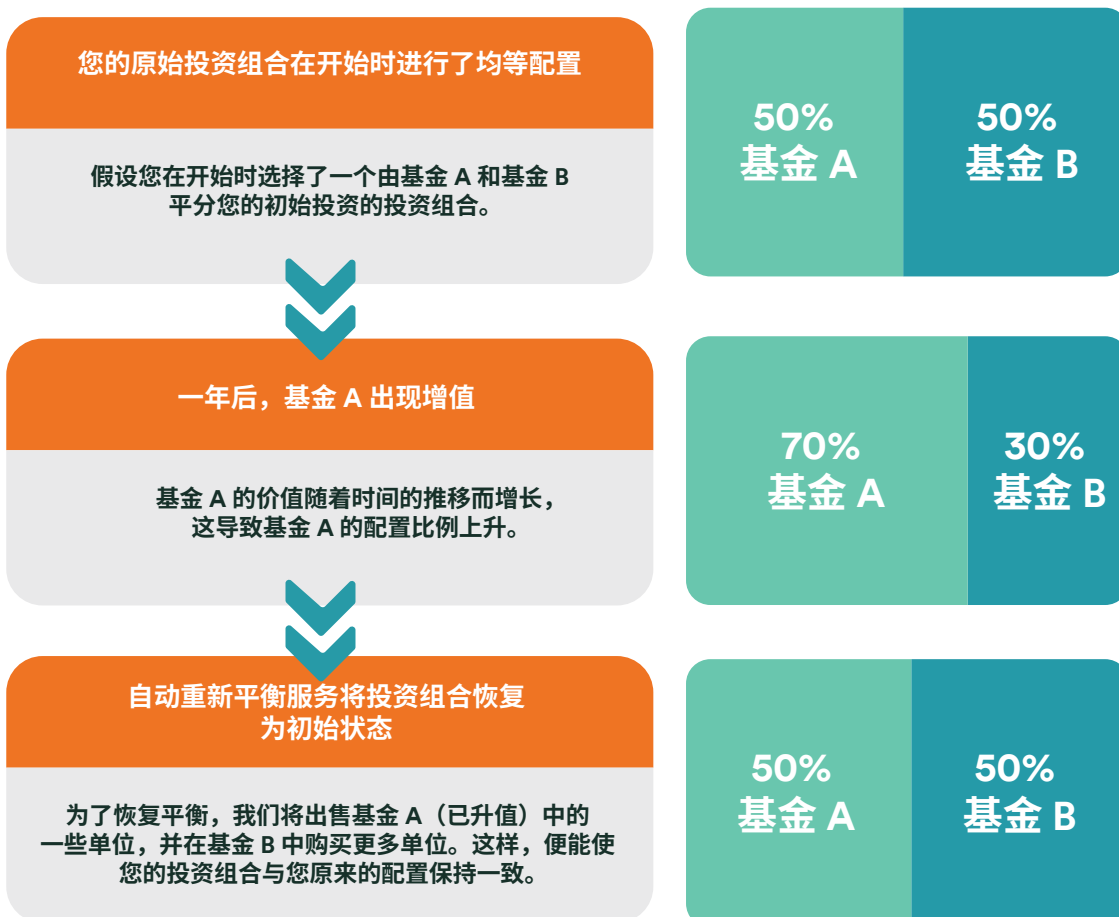 您的原始投资组合在开始时进行了均等配置
假设您在开始时选择了一个由基金 A 和基金 B
平分您的初始投资的投资组合。
50%
基金 A
50%
基金 B
一年后，基金 A 出现增值
基金 A 的价值随着时间的推移而增长，
这导致基金 A 的配置比例上升。
70%
基金 A
30%
基金 B
自动重新平衡服务将投资组合恢复
为初始状态
为了恢复平衡，我们将出售基金 A（已升值）中的
一些单位，并在基金 B 中购买更多单位。这样，便能使
您的投资组合与您原来的配置保持一致。
50%
基金 A
50%
基金 B